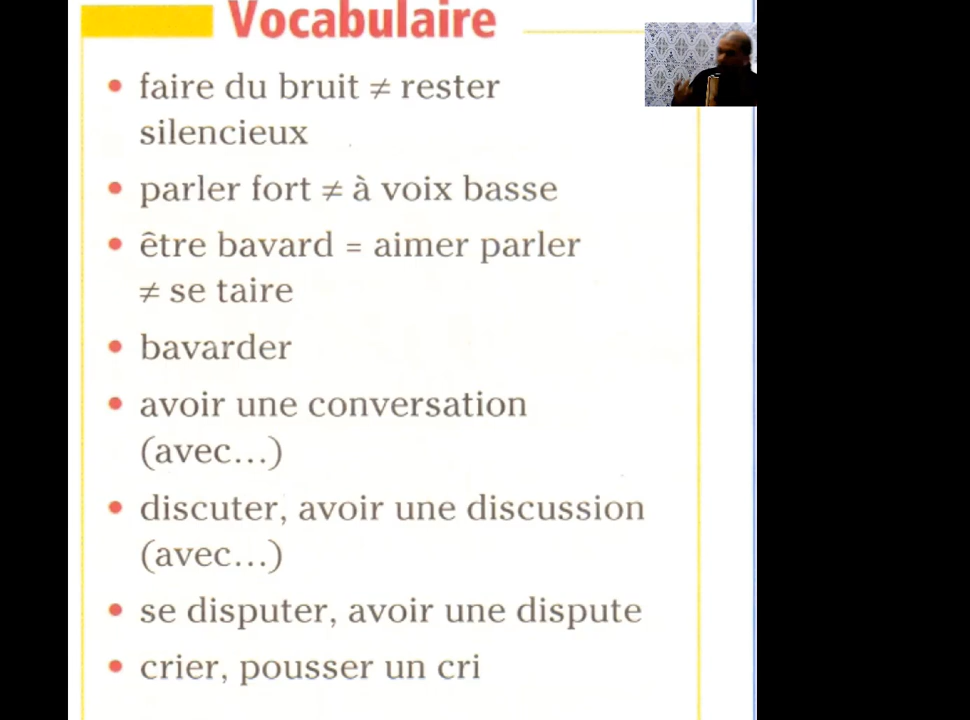 Vocabulaire
• faire du bruit ≠ rester
silencieux
• parler fort ≠ à voix basse
• être bavard = aimer parler
≠ se taire
• bavarder
• avoir une conversation
(avec...)
• discuter, avoir une discussion
(avec...)
• se disputer, avoir une dispute
• crier, pousser un cri